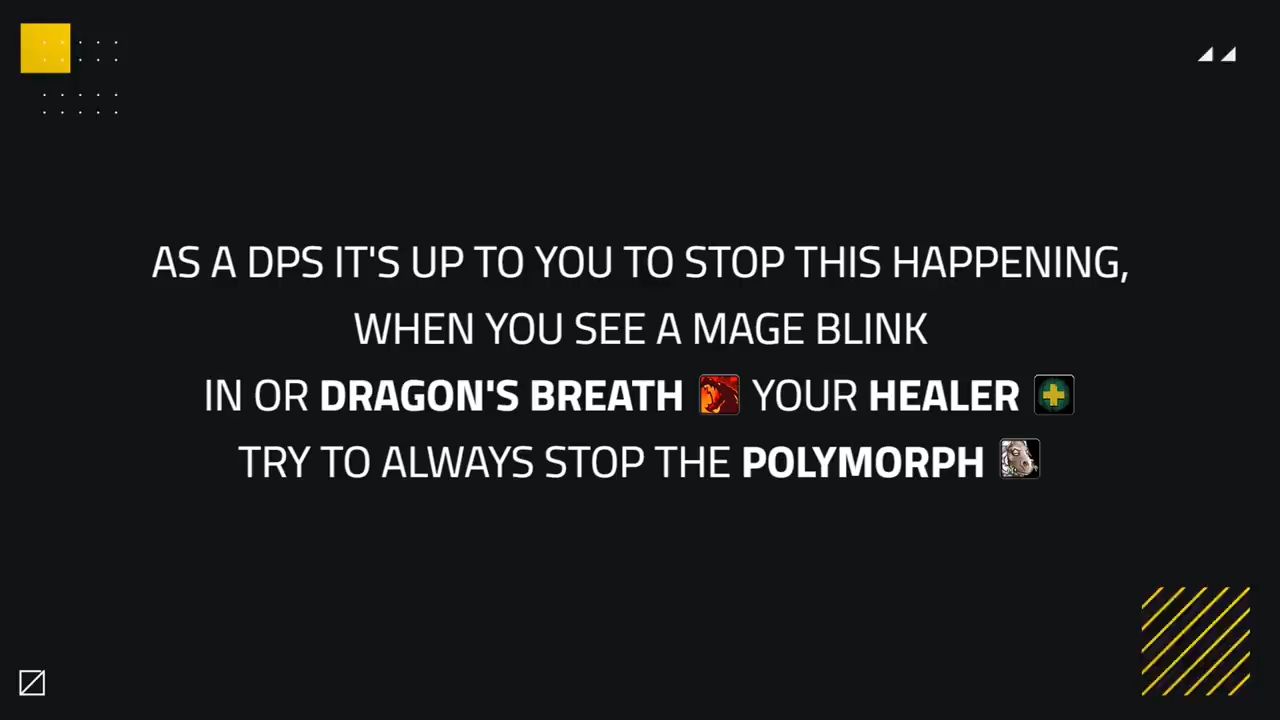 AS A DPS IT'S UP TO YOU TO STOP THIS HAPPENING,
WHEN YOU SEE A MAGE BLINK
IN OR DRAGON'S BREATH YOUR HEALER
TRY TO ALWAYS STOP THE POLYMORPH